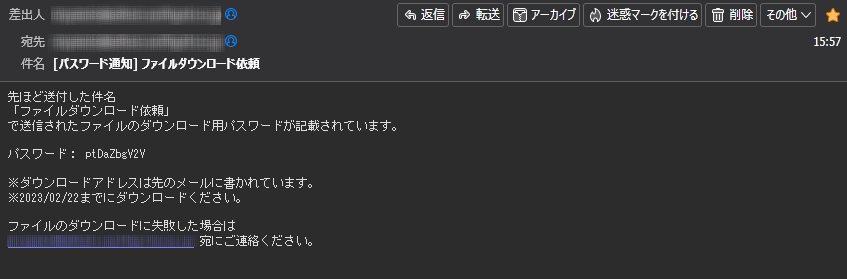 差出人
返信
転送
アーカイブ
迷惑マークを付ける
削除
その他
宛先
15:57
件名 [パスワード通知] ファイルダウンロード依頼
先ほど送付した件名
「ファイルダウンロード依頼」
で送信されたファイルのダウンロード用パスワードが記載されています。
パスワード： ptDaZbgV2V
※ダウンロードアドレスは先のメールに書かれています。
※2023/02/22までにダウンロードください。
ファイルのダウンロードに失敗した場合は
宛にご連絡ください。